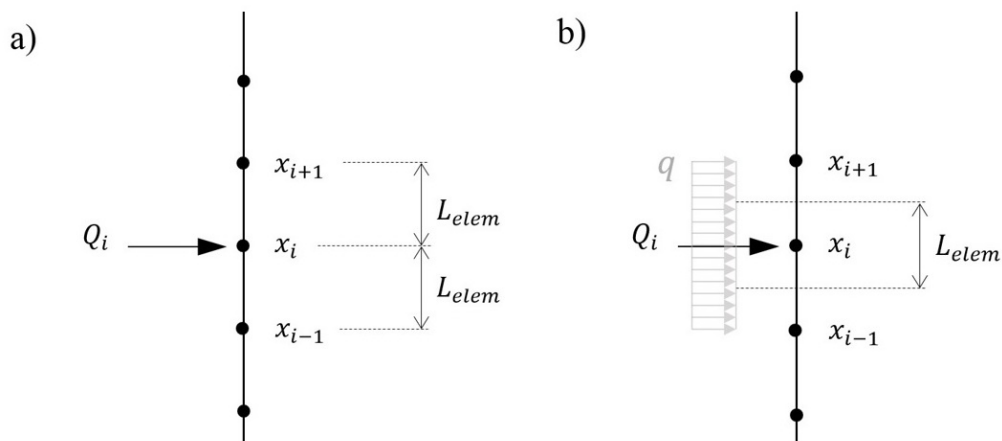 a)
x_{i+1}
L_{elem}
Q_i
x_i
L_{elem}
x_{i-1}
b)
q
x_{i+1}
Q_i
x_i
L_{elem}
x_{i-1}